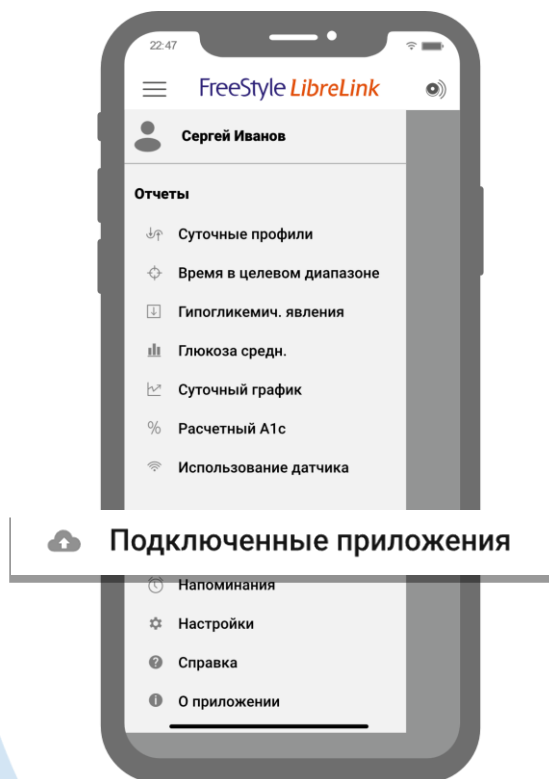 22:47
FreeStyle LibreLink
Сергей Иванов
Отчеты
Суточные профили
Время в целевом диапазоне
Гипогликемич. явления
Глюкоза средн.
Суточный график
% Расчетный A1c
Использование датчика
Подключенные приложения
Напоминания
Настройки
Справка
О приложении